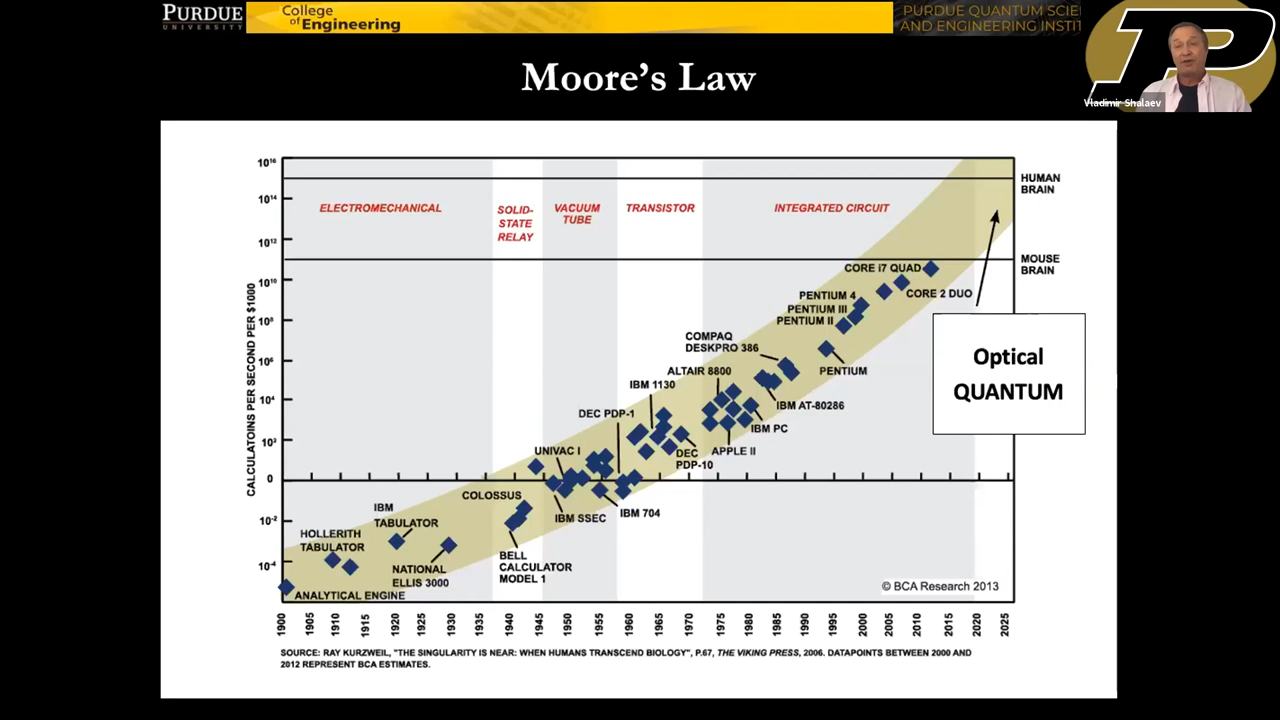 PURDUE
UNIVERSITY
College
of Engineering
PURDUE QUANTUM SCIE
AND ENGINEERING INSTIT
Vladimir Shalaev
Moore's Law
CALCULATOINS PER SECOND PER $1000
10^16
10^14
10^12
10^10
10^8
10^6
10^4
10^3
0
10^-2
10^-4
ELECTROMECHANICAL
SOLID-
STATE
RELAY
VACUUM
TUBE
TRANSISTOR
INTEGRATED CIRCUIT
HUMAN
BRAIN
MOUSE
BRAIN
CORE i7 QUAD
CORE 2 DUO
PENTIUM 4
PENTIUM III
PENTIUM II
PENTIUM
COMPAQ
DESKPRO 386
ALTAIR 8800
IBM AT-80286
IBM 1130
IBM PC
DEC PDP-1
APPLE II
DEC
PDP-10
UNIVAC I
COLOSSUS
IBM SSEC
IBM 704
IBM
TABULATOR
HOLLERITH
TABULATOR
NATIONAL
ELLIS 3000
BELL
CALCULATOR
MODEL 1
ANALYTICAL ENGINE
Optical
QUANTUM
© BCA Research 2013
1900 1905 1910 1915 1920 1925 1930 1935 1940 1945 1950 1955 1960 1965 1970 1975 1980 1985 1990 1995 2000 2005 2010 2015 2020 2025
SOURCE: RAY KURZWEIL, "THE SINGULARITY IS NEAR: WHEN HUMANS TRANSCEND BIOLOGY", P.67, THE VIKING PRESS, 2006. DATAPOINTS BETWEEN 2000 AND
2012 REPRESENT BCA ESTIMATES.